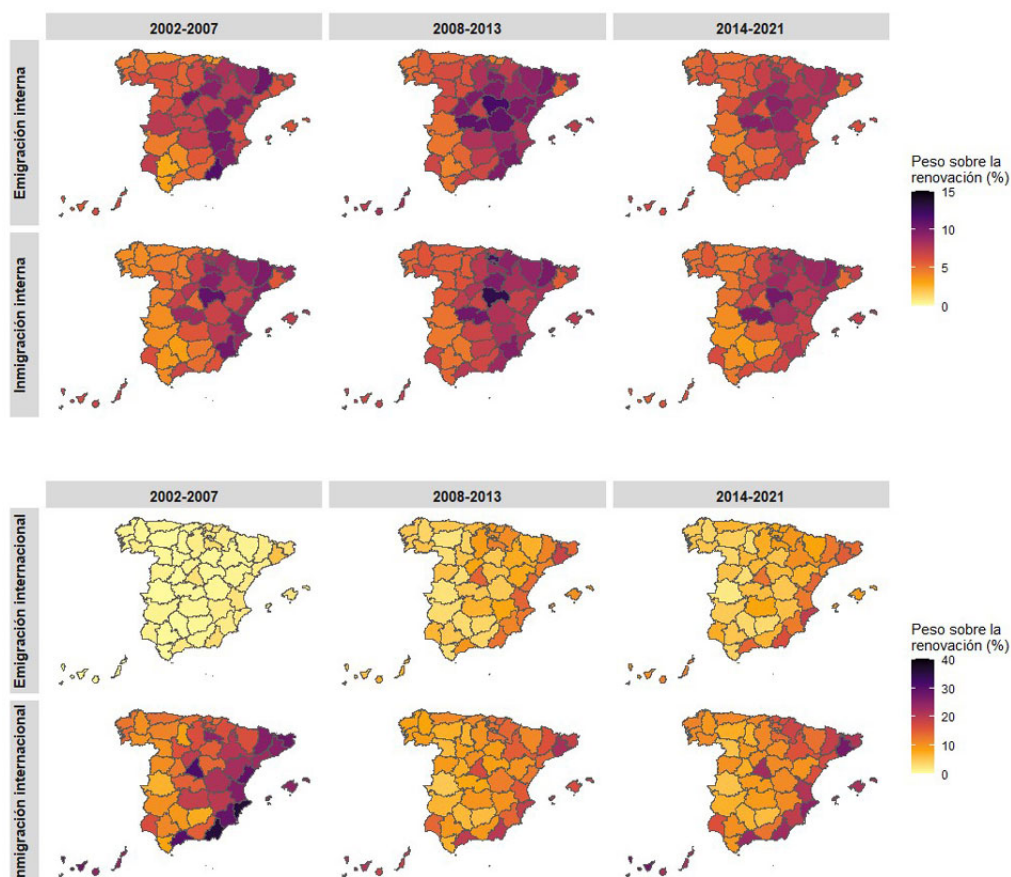 2002-2007
2008-2013
2014-2021
Emigración interna
Inmigración interna
Peso sobre la
renovación (%)
15
10
5
0
2002-2007
2008-2013
2014-2021
Emigración internacional
nmigración internacional
Peso sobre la
renovación (%)
40
30
20
10
0